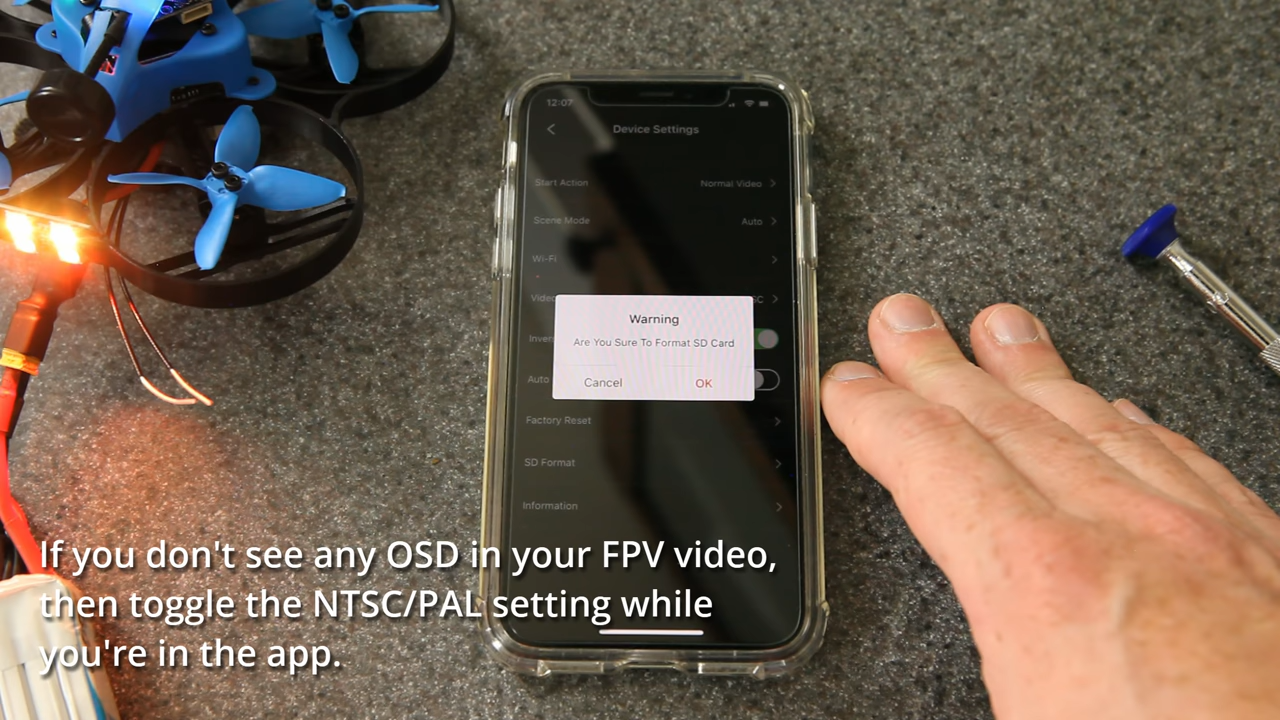 12:07
Device Settings
Start Action Normal Video
Scene Mode Auto
Wi-Fi
Warning
Are You Sure To Format SD Card
Cancel OK
Auto
Factory Reset
SD Format
Information
If you don't see any OSD in your FPV video,
then toggle the NTSC/PAL setting while
you're in the app.